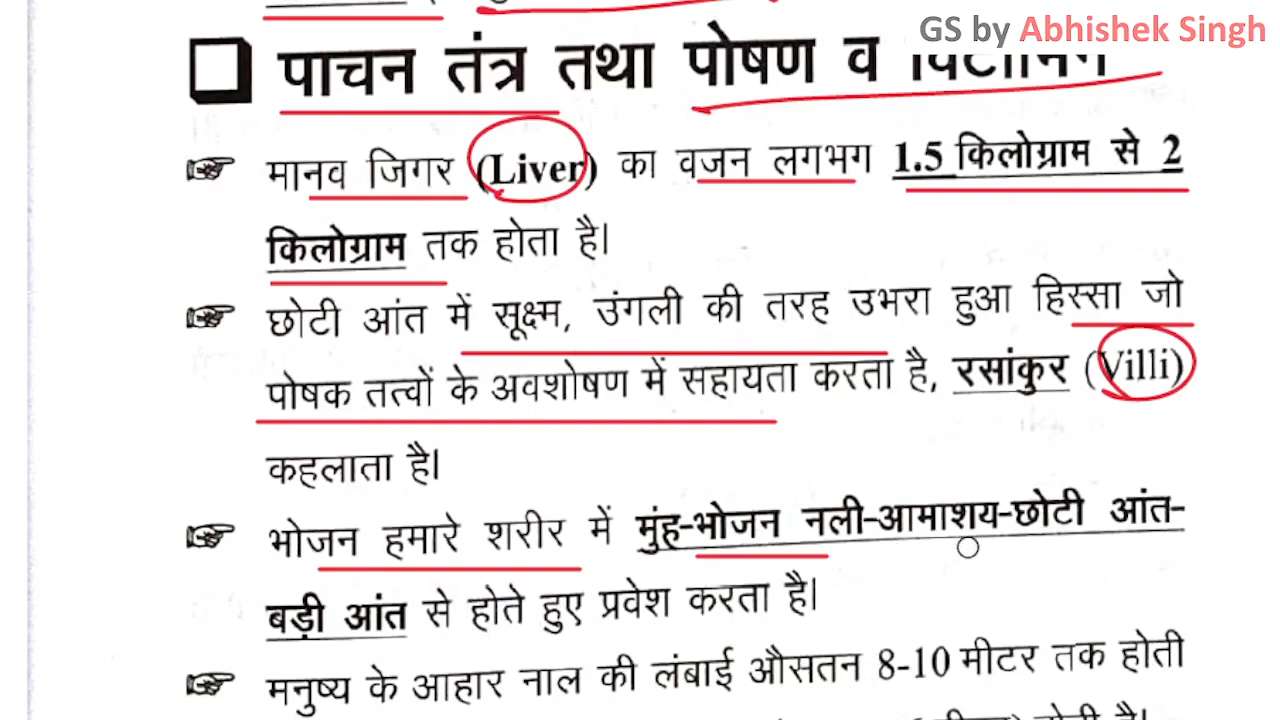 GS by Abhishek Singh
पाचन तंत्र तथा पोषण व
मानव जिगर (Liver) का वजन लगभग 1.5 किलोग्राम से 2
किलोग्राम तक होता है।
छोटी आंत में सूक्ष्म, उंगली की तरह उभरा हुआ हिस्सा जो
पोषक तत्वों के अवशोषण में सहायता करता है, रसांकुर (Villi)
कहलाता है।
भोजन हमारे शरीर में मुंह-भोजन नली-आमाशय-छोटी आंत-
बड़ी आंत से होते हुए प्रवेश करता है।
मनुष्य के आहार नाल की लंबाई औसतन 8-10 मीटर तक होती
होती है।